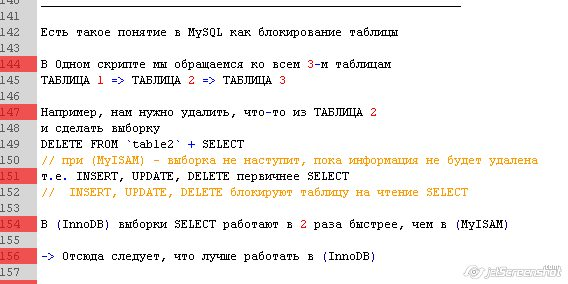 140
141
142 Есть такое понятие в MySQL как блокирование таблицы
143
144 В Одном скрипте мы обращаемся ко всем 3-м таблицам
145 ТАБЛИЦА 1 => ТАБЛИЦА 2 => ТАБЛИЦА 3
146
147 Например, нам нужно удалить, что-то из ТАБЛИЦА 2
148 и сделать выборку
149 DELETE FROM `table2` + SELECT
150 // при (MyISAM) - выборка не наступит, пока информация не будет удалена
151 т.е. INSERT, UPDATE, DELETE первичнее SELECT
152 //  INSERT, UPDATE, DELETE блокируют таблицу на чтение SELECT
153
154 В (InnoDB) выборки SELECT работают в 2 раза быстрее, чем в (MyISAM)
155
156 -> Отсюда следует, что лучше работать в (InnoDB)
157
jetScreenshot